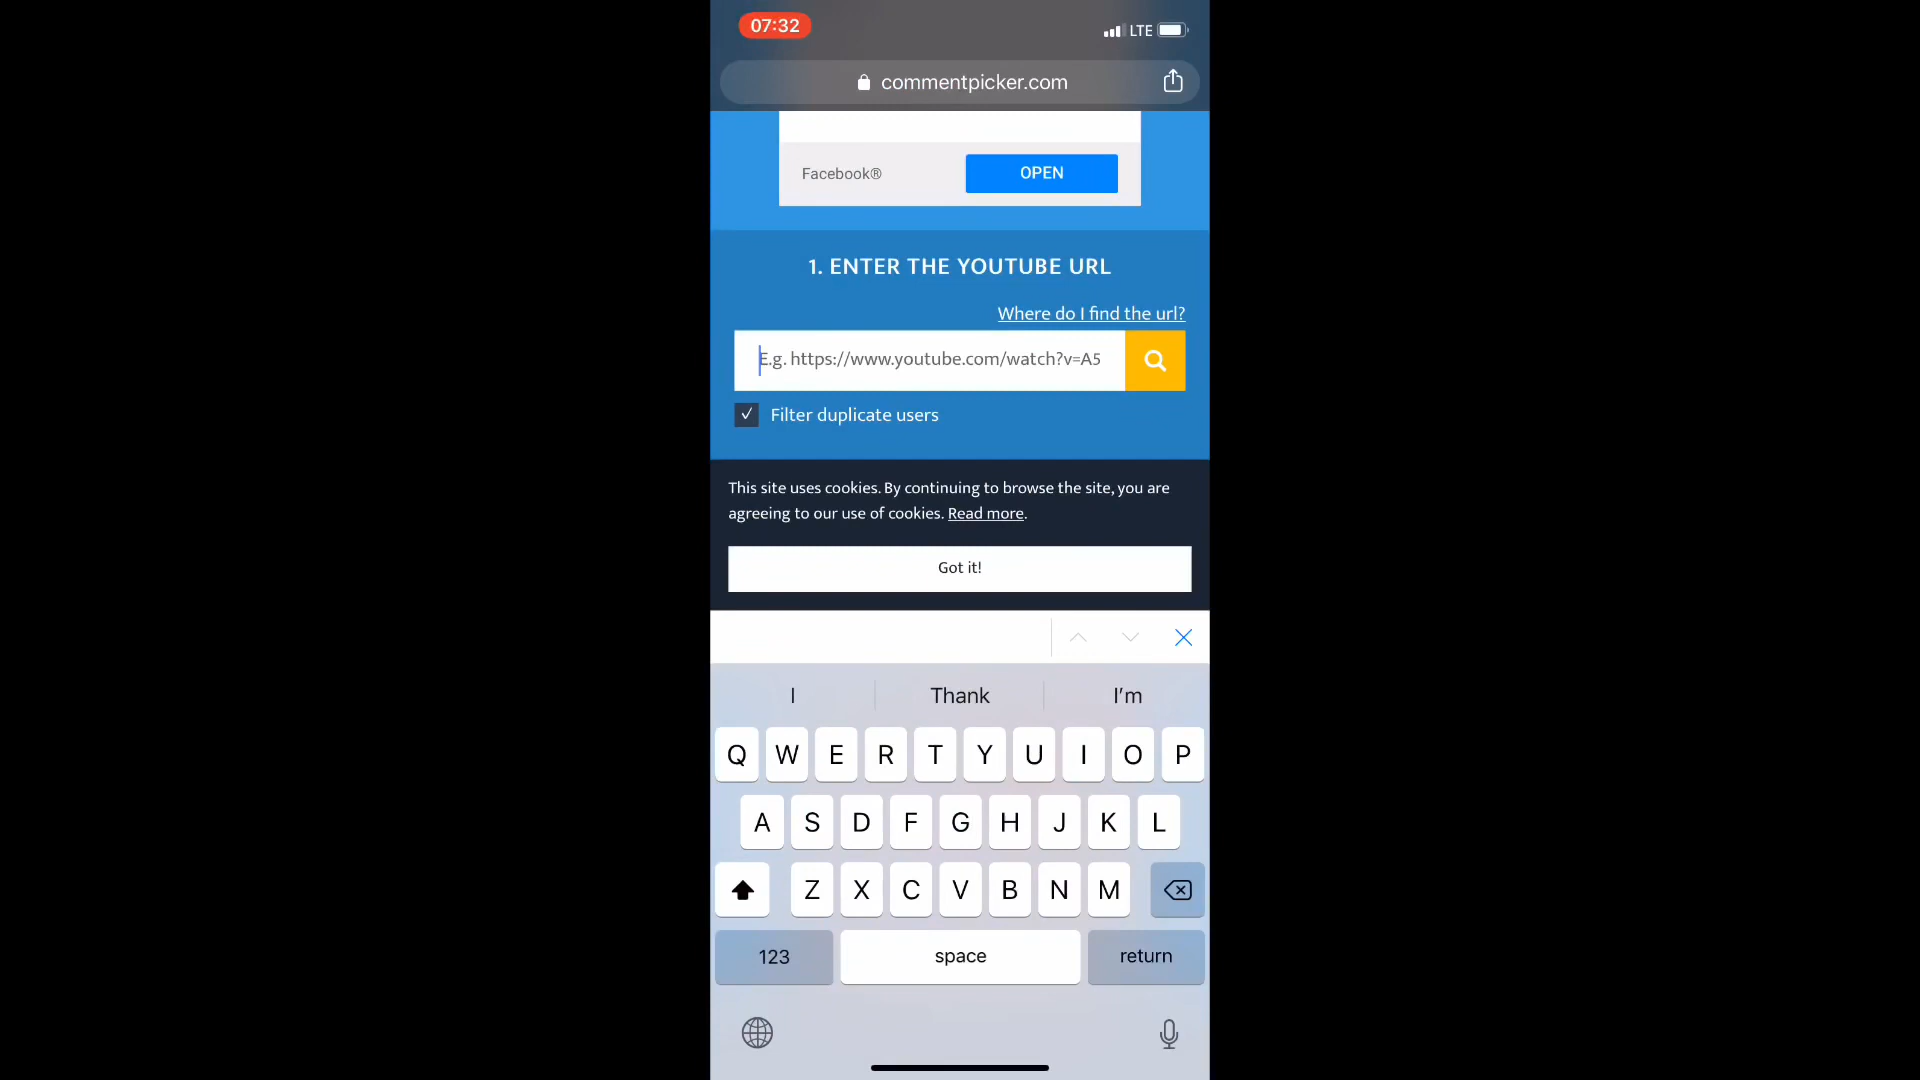 07:32
LTE
commentpicker.com
Facebook®
OPEN
1. ENTER THE YOUTUBE URL
Where do I find the url?
E.g. https://www.youtube.com/watch?v=A5
Filter duplicate users
This site uses cookies. By continuing to browse the site, you are
agreeing to our use of cookies. Read more.
Got it!
I Thank I'm
Q W E R T Y U I O P
A S D F G H J K L
Z X C V B N M
123 space return